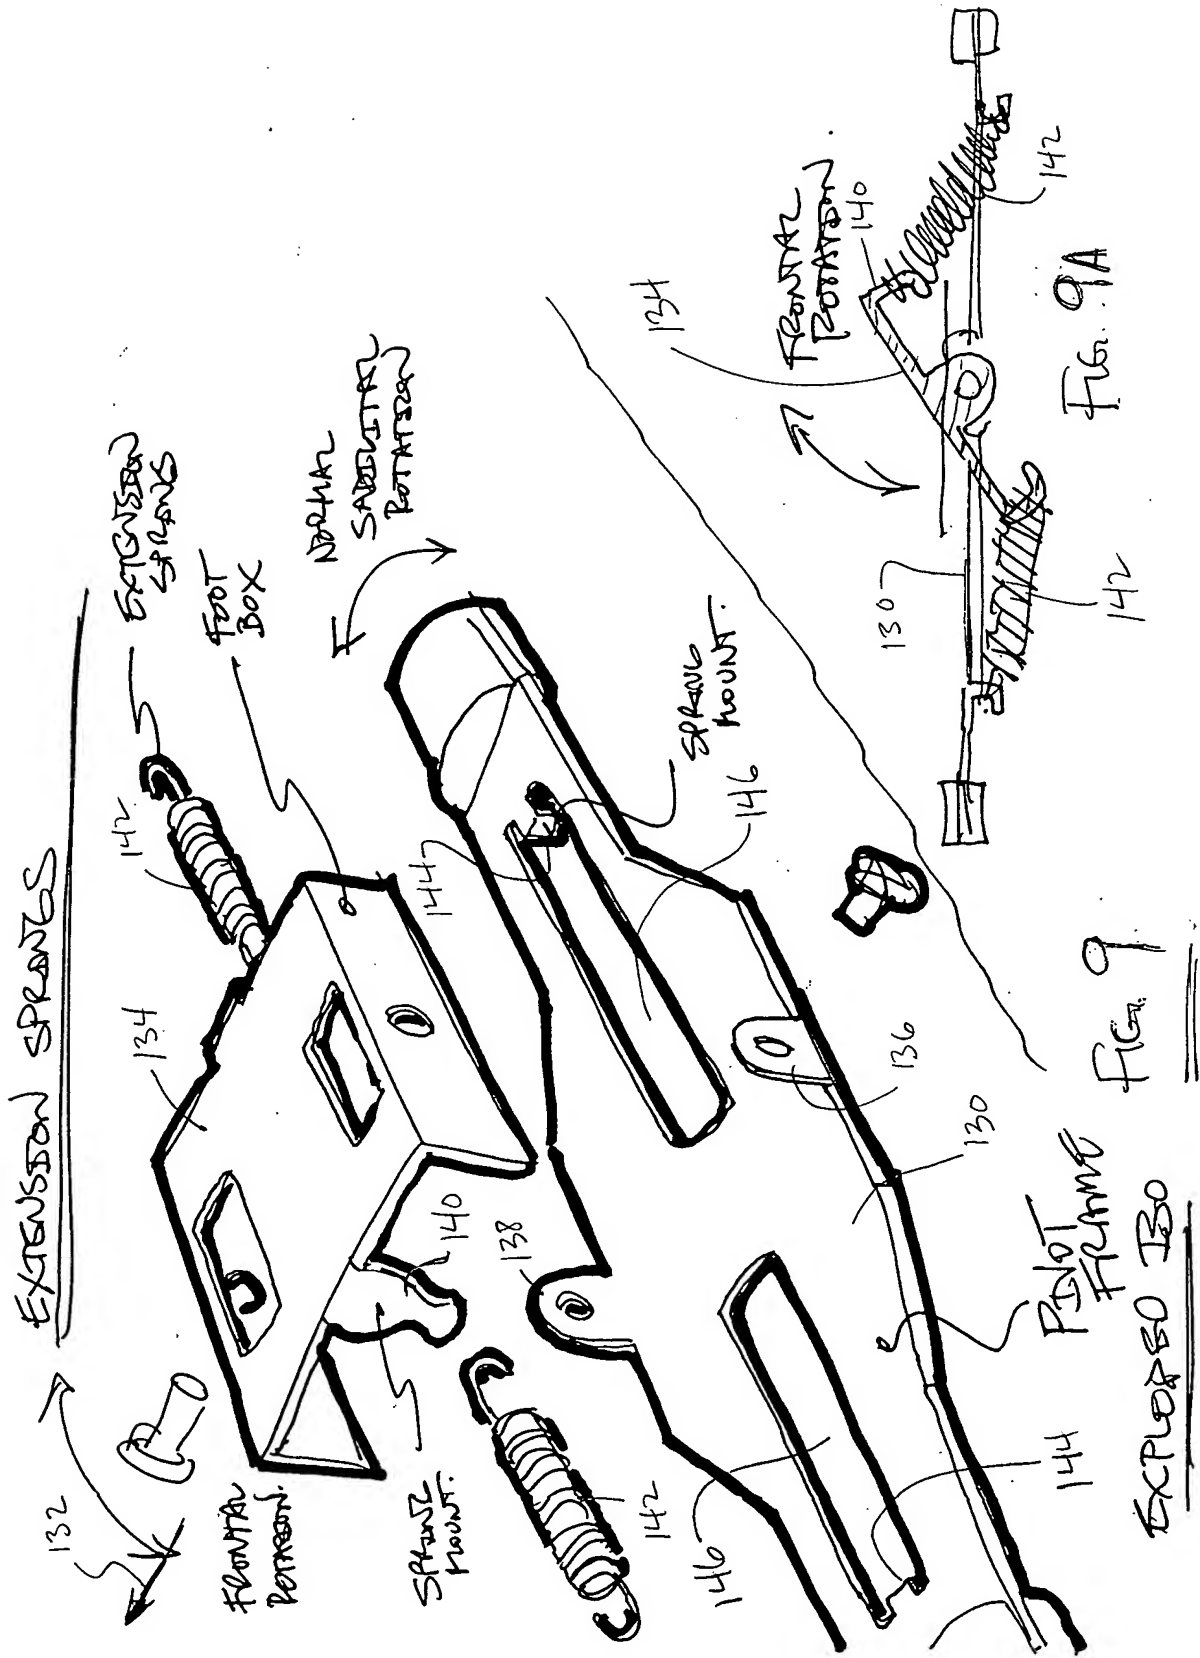 EXTENSION SPRINGS
132
FRONTAL
ROTATION.
134
142
EXTENSION
SPRINGS
FOOT
BOX
NORMAL
SAGITTAL
ROTATION
SPRING
MOUNT.
140
138
144
142
146
SPRING
MOUNT.
146
136
130
144
PIVOT
FRAME
EXPLODED ISO
FIG. 9
FRONTAL
ROTATION
134
140
130
142
142
FIG. 9A